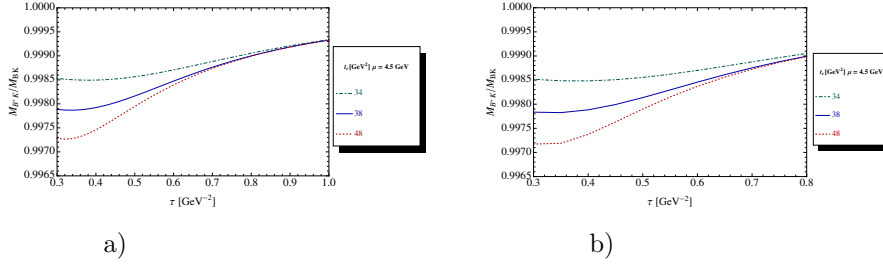 1.0000
0.9995
0.9990
0.9985
0.9980
0.9975
0.9970
0.9965
M_{B*K}/M_{BK}
0.3 0.4 0.5 0.6 0.7 0.8 0.9 1.0
τ [GeV⁻²]
t_c[GeV²] μ = 4.5 GeV
34
38
48
a)
1.0000
0.9995
0.9990
0.9985
0.9980
0.9975
0.9970
0.9965
M_{B*K}/M_{BK}
0.3 0.4 0.5 0.6 0.7 0.8
τ [GeV⁻²]
t_c[GeV²] μ = 4.5 GeV
34
38
48
b)